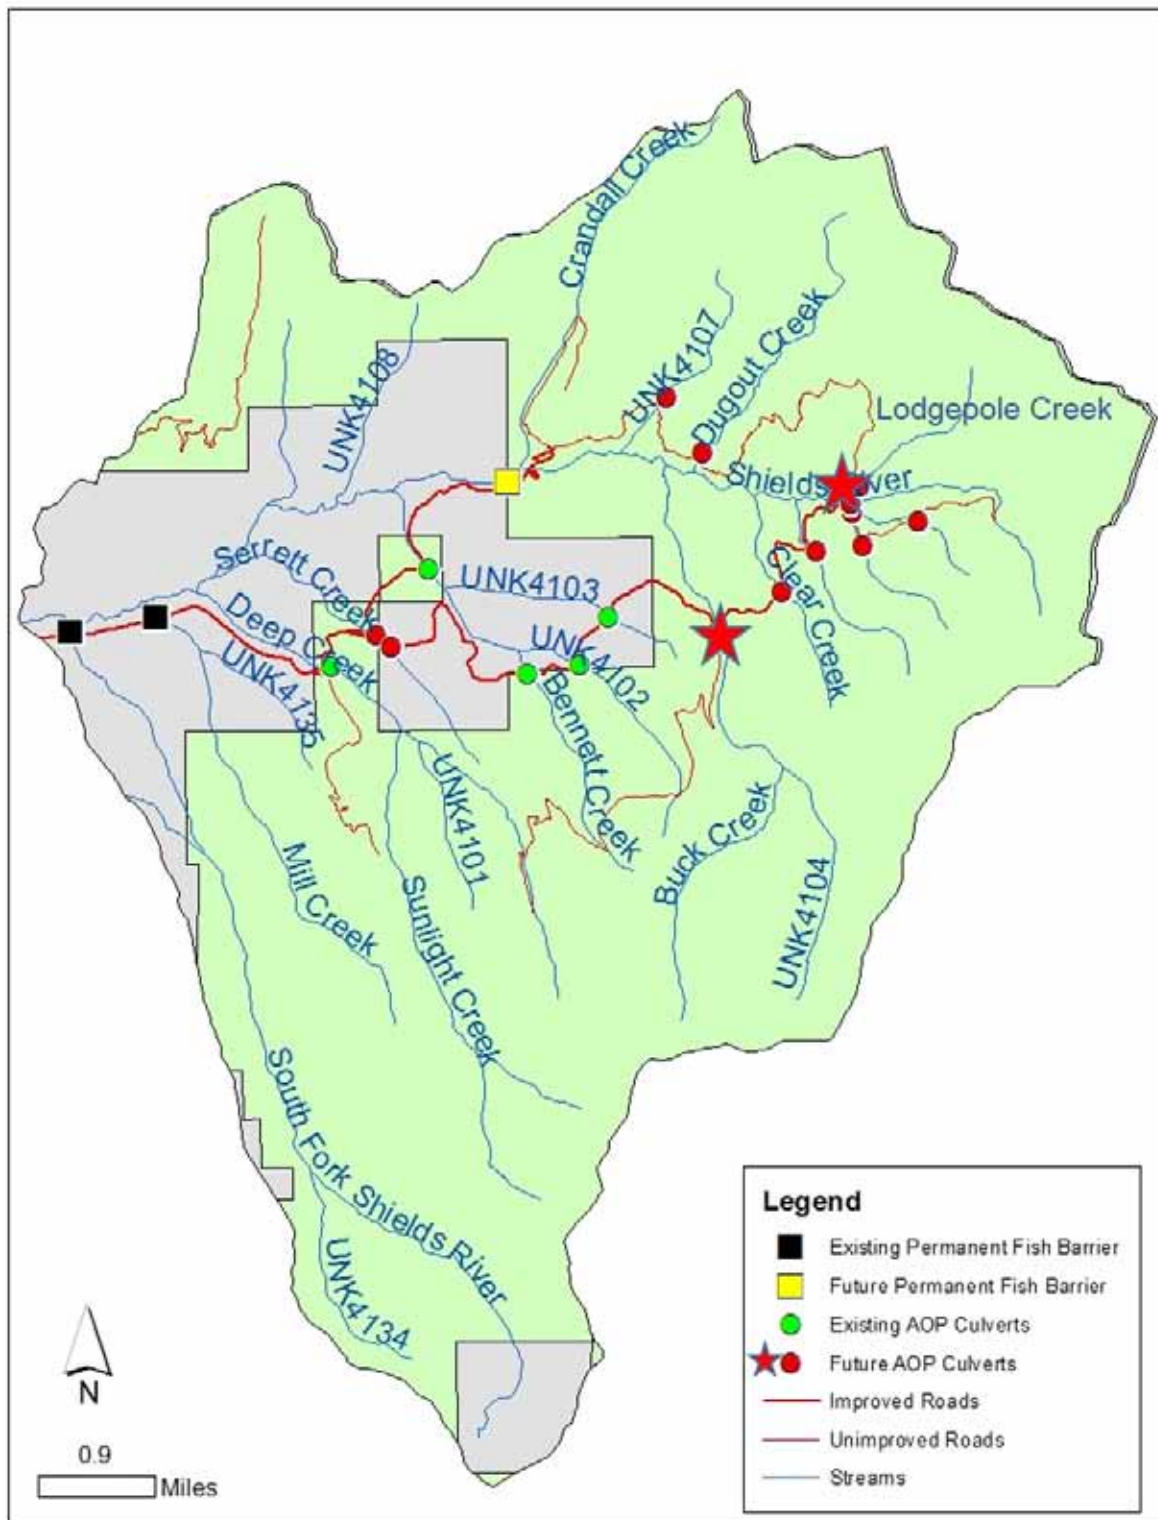 Crandall Creek
UNK4107
Dugout Creek
UNK4108
Lodgepole Creek
Shields River
Serrett Creek
UNK4103
Clear Creek
Deep Creek
UNK4102
UNK4135
Bennett Creek
UNK4101
Buck Creek
Mill Creek
UNK4104
Sunlight Creek
South Fork Shields River
UNK4134
Legend
Existing Permanent Fish Barrier
Future Permanent Fish Barrier
Existing AOP Culverts
Future AOP Culverts
Improved Roads
Unimproved Roads
Streams
N
0.9
Miles